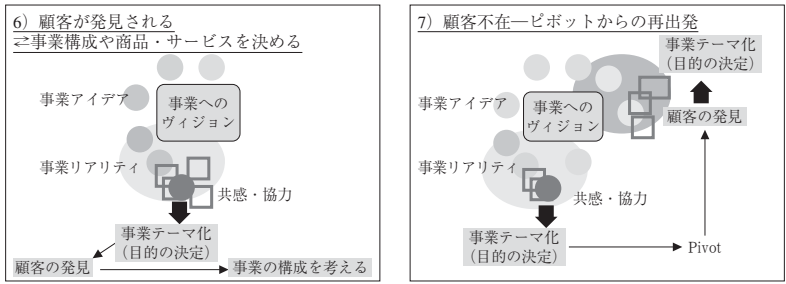 6）顧客が発見される
⇄事業構成や商品・サービスを決める
事業アイデア
事業への
ヴィジョン
事業リアリティ
共感・協力
事業テーマ化
（目的の決定）
顧客の発見
事業の構成を考える
7）顧客不在―ピボットからの再出発
事業テーマ化
（目的の決定）
事業アイデア
事業への
ヴィジョン
顧客の発見
事業リアリティ
共感・協力
事業テーマ化
（目的の決定）
Pivot